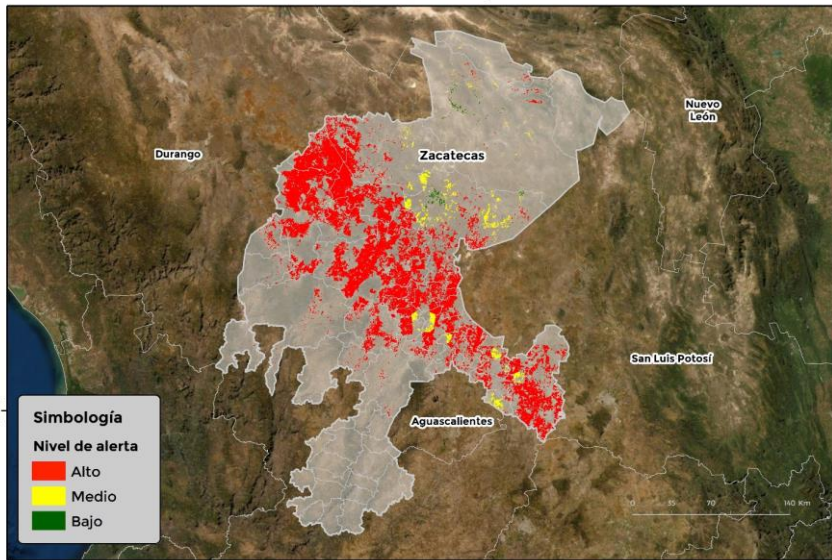 Nuevo
León
Durango
Zacatecas
San Luis Potosí
Aguascalientes
Simbología
Nivel de alerta
Alto
Medio
Bajo
0 35 70 140 Km